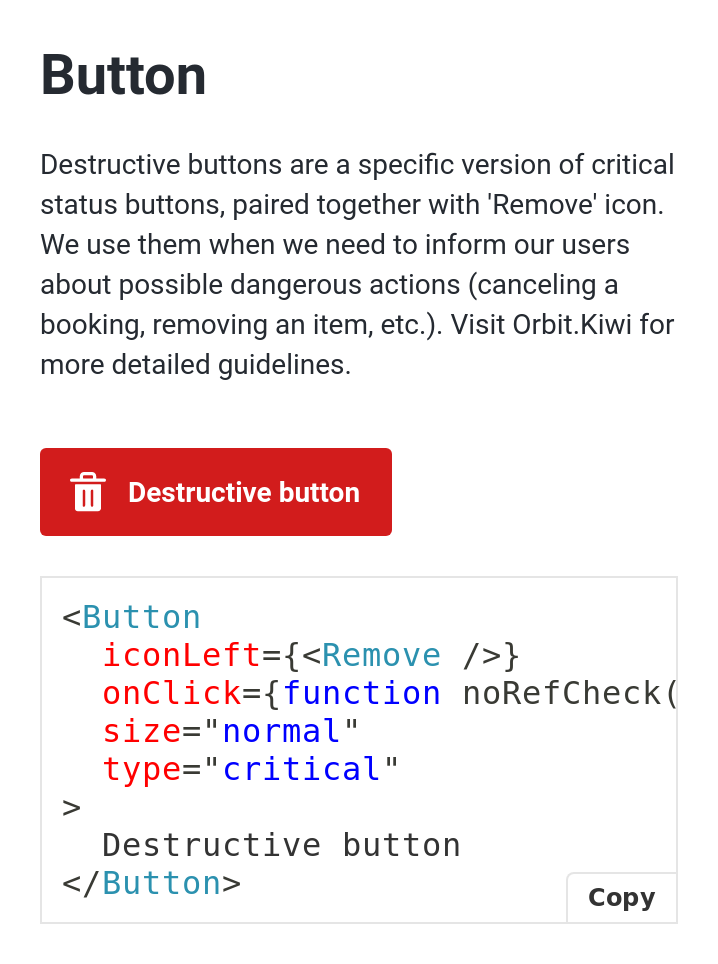 Button
Destructive buttons are a specific version of critical
status buttons, paired together with 'Remove' icon.
We use them when we need to inform our users
about possible dangerous actions (canceling a
booking, removing an item, etc.). Visit Orbit.Kiwi for
more detailed guidelines.
Destructive button
<Button
  iconLeft={<Remove />}
  onClick={function noRefCheck(
  size="normal"
  type="critical"
>
  Destructive button
</Button>
Copy